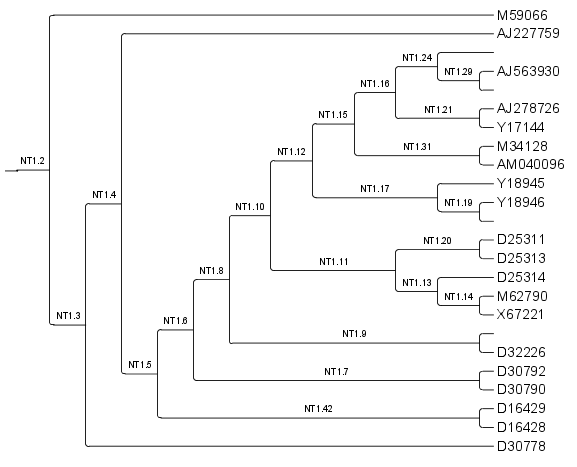 M59066
AJ227759
NT1.24
AJ563930
NT1.29
NT1.16
AJ278726
NT1.21
NT1.15
Y17144
M34128
NT1.31
NT1.12
AM040096
NT1.2
Y18945
NT1.17
NT1.4
Y18946
NT1.19
NT1.10
D25311
NT1.20
D25313
NT1.11
NT1.8
D25314
NT1.13
M62790
NT1.14
X67221
NT1.3
NT1.6
NT1.9
D32226
NT1.5
NT1.7
D30792
D30790
NT1.42
D16429
D16428
D30778